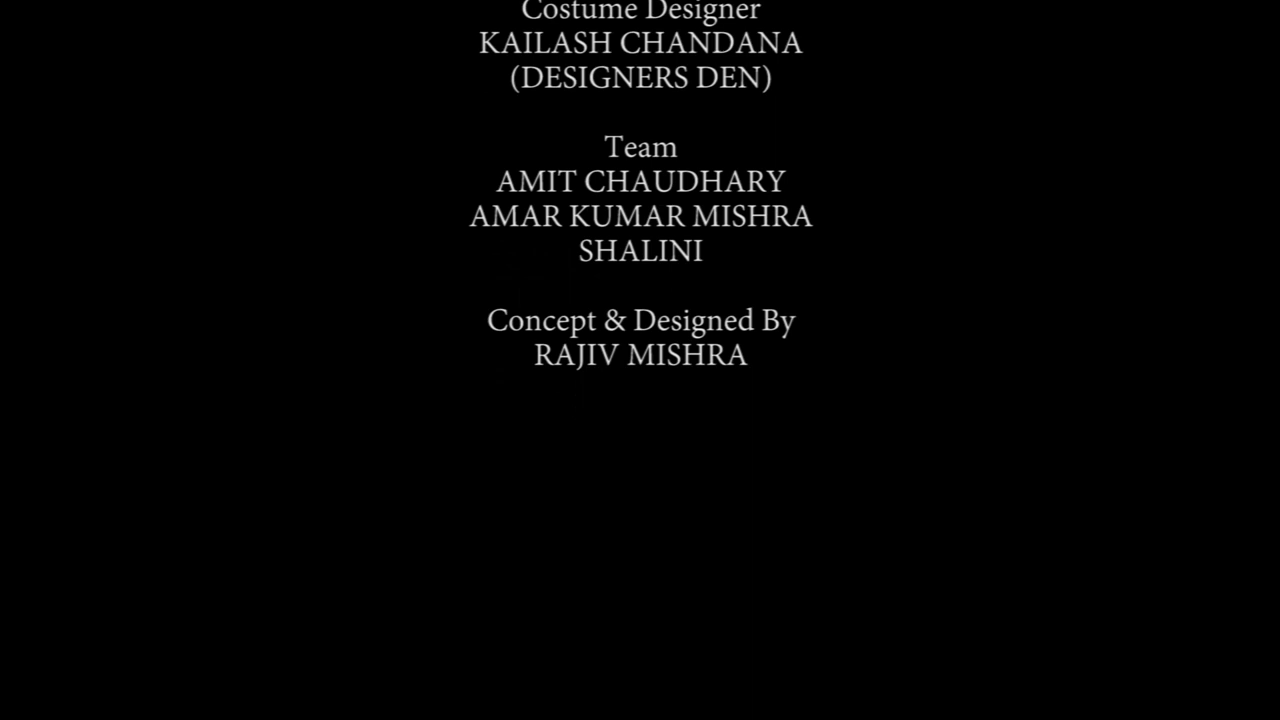 Costume Designer
KAILASH CHANDANA
(DESIGNERS DEN)
Team
AMIT CHAUDHARY
AMAR KUMAR MISHRA
SHALINI
Concept & Designed By
RAJIV MISHRA